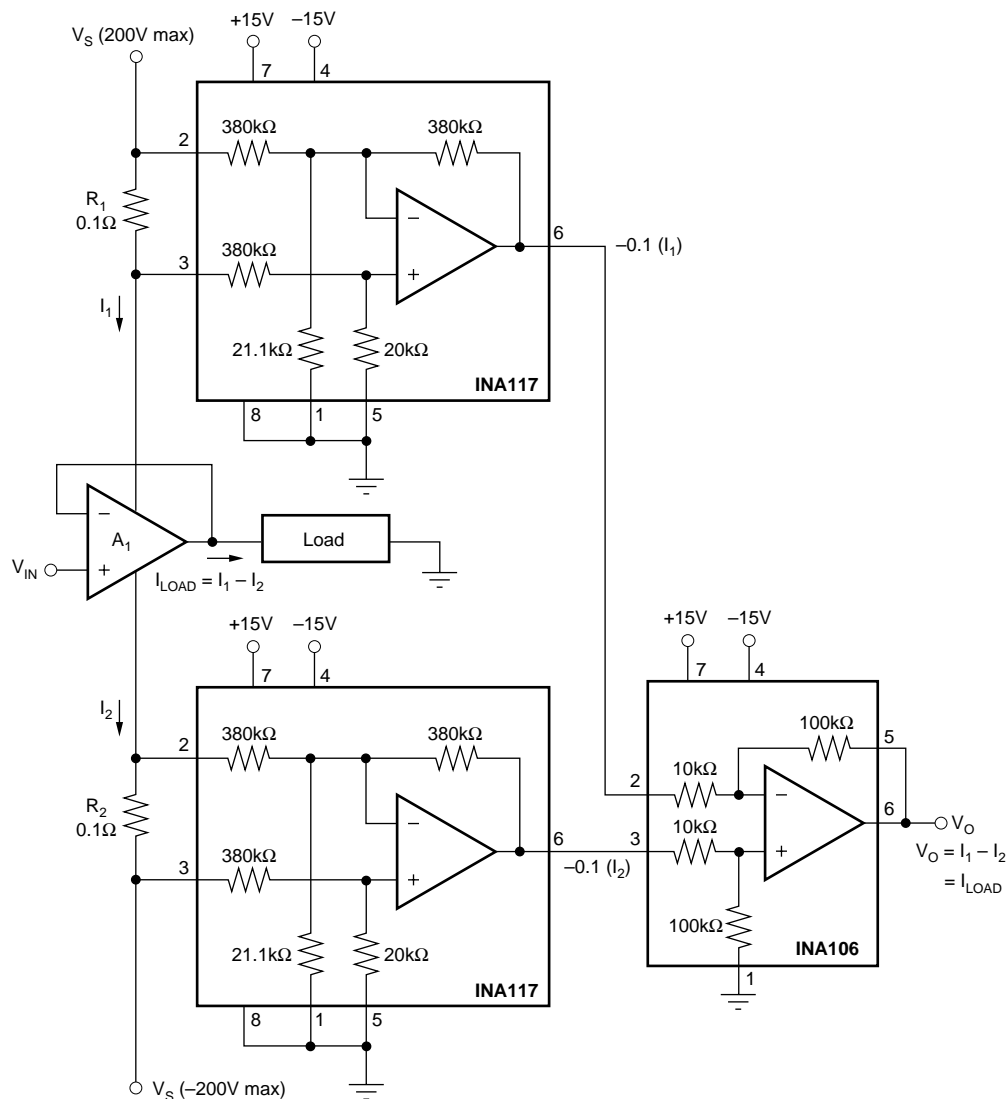 V_S (200V max)
+15V
–15V
7
4
2
380kΩ
380kΩ
R_1
0.1Ω
–
6
–0.1 (I_1)
3
380kΩ
+
I_1
21.1kΩ
20kΩ
INA117
8
1
5
–
A_1
Load
V_IN
+
I_LOAD = I_1 – I_2
+15V
–15V
7
4
I_2
2
380kΩ
380kΩ
R_2
0.1Ω
–
6
–0.1 (I_2)
3
380kΩ
+
21.1kΩ
20kΩ
INA117
8
1
5
V_S (–200V max)
+15V
–15V
7
4
100kΩ
5
2
10kΩ
–
6
V_O
3
10kΩ
+
V_O = I_1 – I_2
= I_LOAD
100kΩ
INA106
1